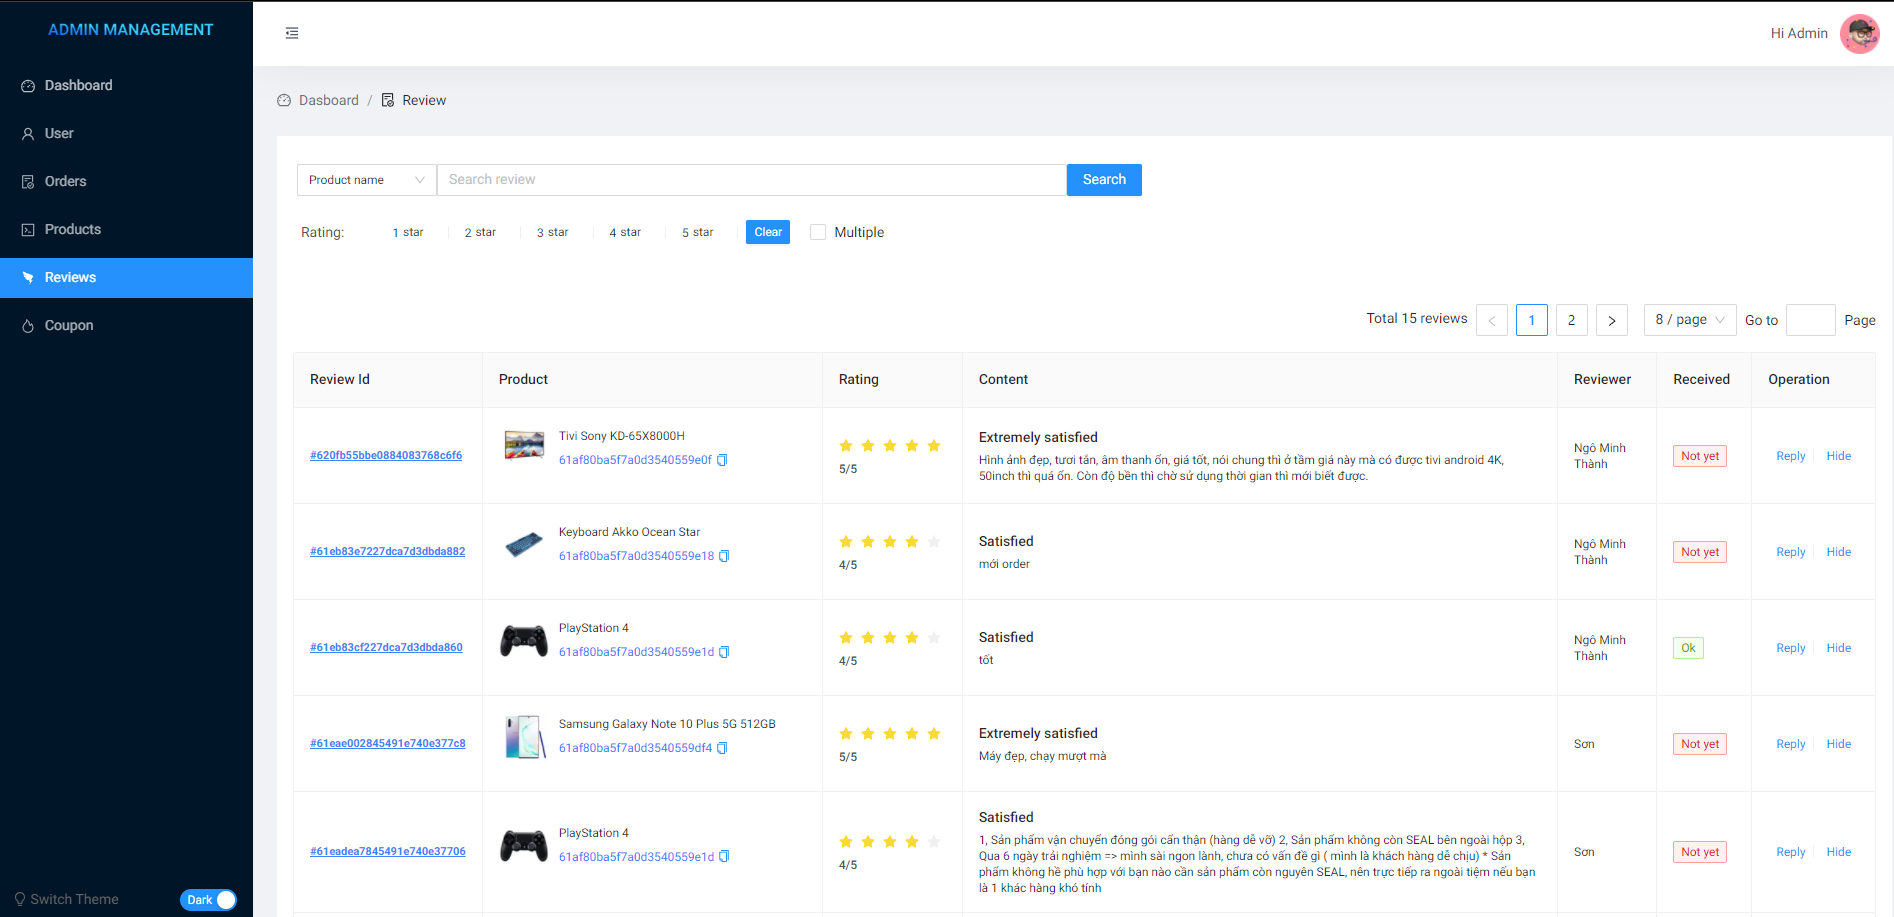 ADMIN MANAGEMENT
Dashboard
User
Orders
Products
Reviews
Coupon
Switch Theme
Dark
Hi Admin
Dasboard / Review
Product name
Search review
Search
Rating: 1 star 2 star 3 star 4 star 5 star Clear Multiple
Total 15 reviews < 1 2 > 8 / page Go to Page
Review Id Product Rating Content Reviewer Received Operation
#620fb55bbe0884083768c6f6
Tivi Sony KD-65X8000H
61af80ba5f7a0d3540559e0f
5/5
Extremely satisfied
Hình ảnh đẹp, tươi tắn, âm thanh ổn, giá tốt, nói chung thì ở tầm giá này mà có được tivi android 4K,
50inch thì quá ổn. Còn độ bền thì chờ sử dụng thời gian thì mới biết được.
Ngô Minh
Thành
Not yet
Reply Hide
#61eb83e7227dca7d3dbda882
Keyboard Akko Ocean Star
61af80ba5f7a0d3540559e18
4/5
Satisfied
mới order
Ngô Minh
Thành
Not yet
Reply Hide
#61eb83cf227dca7d3dbda860
PlayStation 4
61af80ba5f7a0d3540559e1d
4/5
Satisfied
tốt
Ngô Minh
Thành
Ok
Reply Hide
#61eae002845491e740e377c8
Samsung Galaxy Note 10 Plus 5G 512GB
61af80ba5f7a0d3540559df4
5/5
Extremely satisfied
Máy đẹp, chạy mượt mà
Sơn
Not yet
Reply Hide
#61eadea7845491e740e37706
PlayStation 4
61af80ba5f7a0d3540559e1d
4/5
Satisfied
1, Sản phẩm vận chuyển đóng gói cẩn thận (hàng dễ vỡ) 2, Sản phẩm không còn SEAL bên ngoài hộp 3,
Qua 6 ngày trải nghiệm => mình sài ngon lành, chưa có vấn đề gì ( mình là khách hàng dễ chịu) * Sản
phẩm không hề phù hợp với bạn nào cần sản phẩm còn nguyên SEAL, nên trực tiếp ra ngoài tiệm nếu bạn
là 1 khác hàng khó tính
Sơn
Not yet
Reply Hide